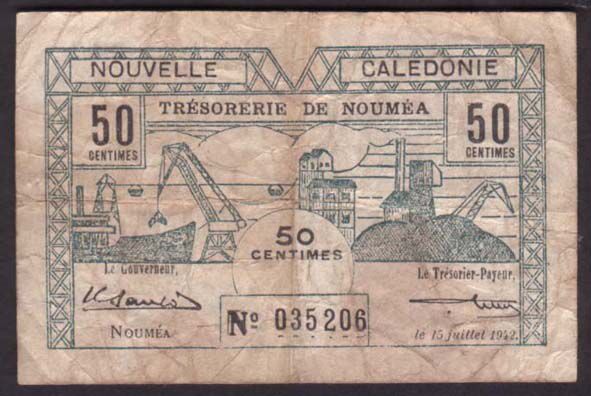 NOUVELLE CALEDONIE
TRÉSORERIE DE NOUMÉA
50 CENTIMES
50 CENTIMES
50 CENTIMES
Le Gouverneur,
Le Trésorier-Payeur,
NOUMÉA
No 035206
le 15 juillet 1942.